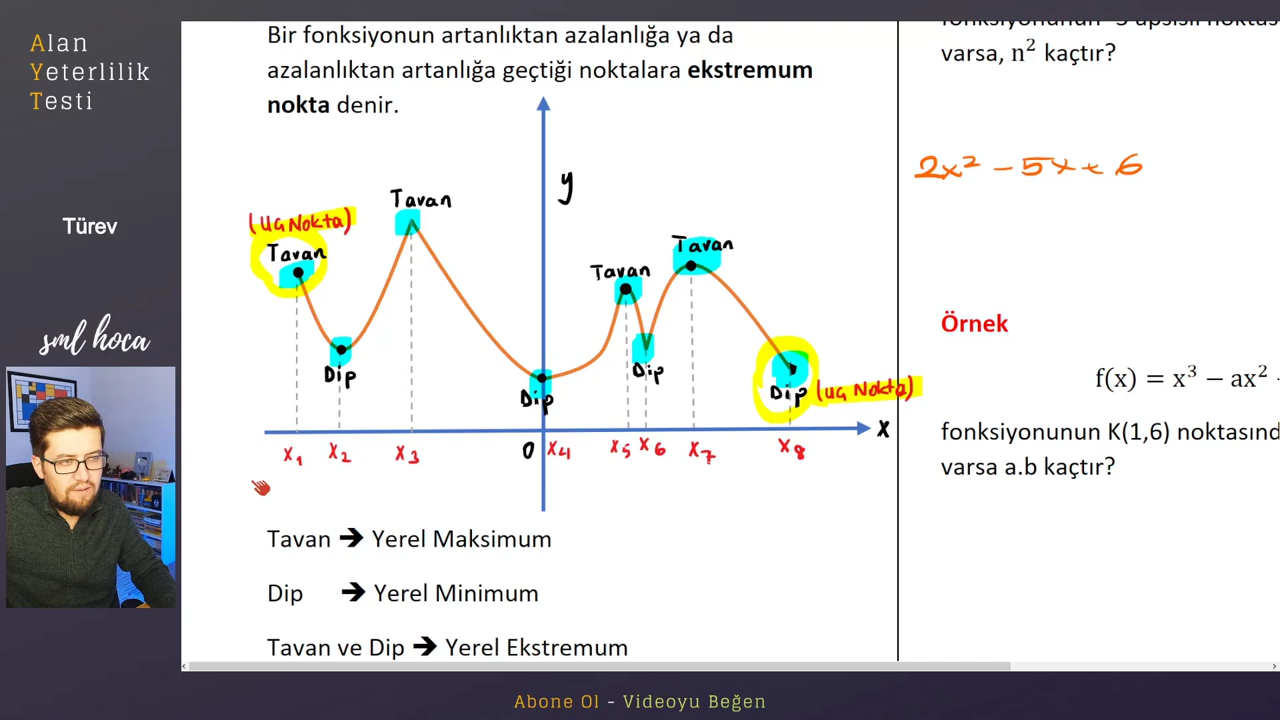 Alan
Yeterlilik
Testi
Türev
sml hoca
Bir fonksiyonun artanlıktan azalanlığa ya da
azalanlıktan artanlığa geçtiği noktalara ekstremum
nokta denir.
y
Tavan
(Uç Nokta)
Tavan
Tavan
Tavan
Dip
Dip
Dip
Dip (Uç Nokta)
x
x1 x2 x3 0 x4 x5 x6 x7 x8
Tavan → Yerel Maksimum
Dip → Yerel Minimum
Tavan ve Dip → Yerel Ekstremum
varsa, n² kaçtır?
2x² - 5x + 6
Örnek
f(x) = x³ − ax²
fonksiyonunun K(1,6) noktasınd
varsa a.b kaçtır?
Abone Ol - Videoyu Beğen